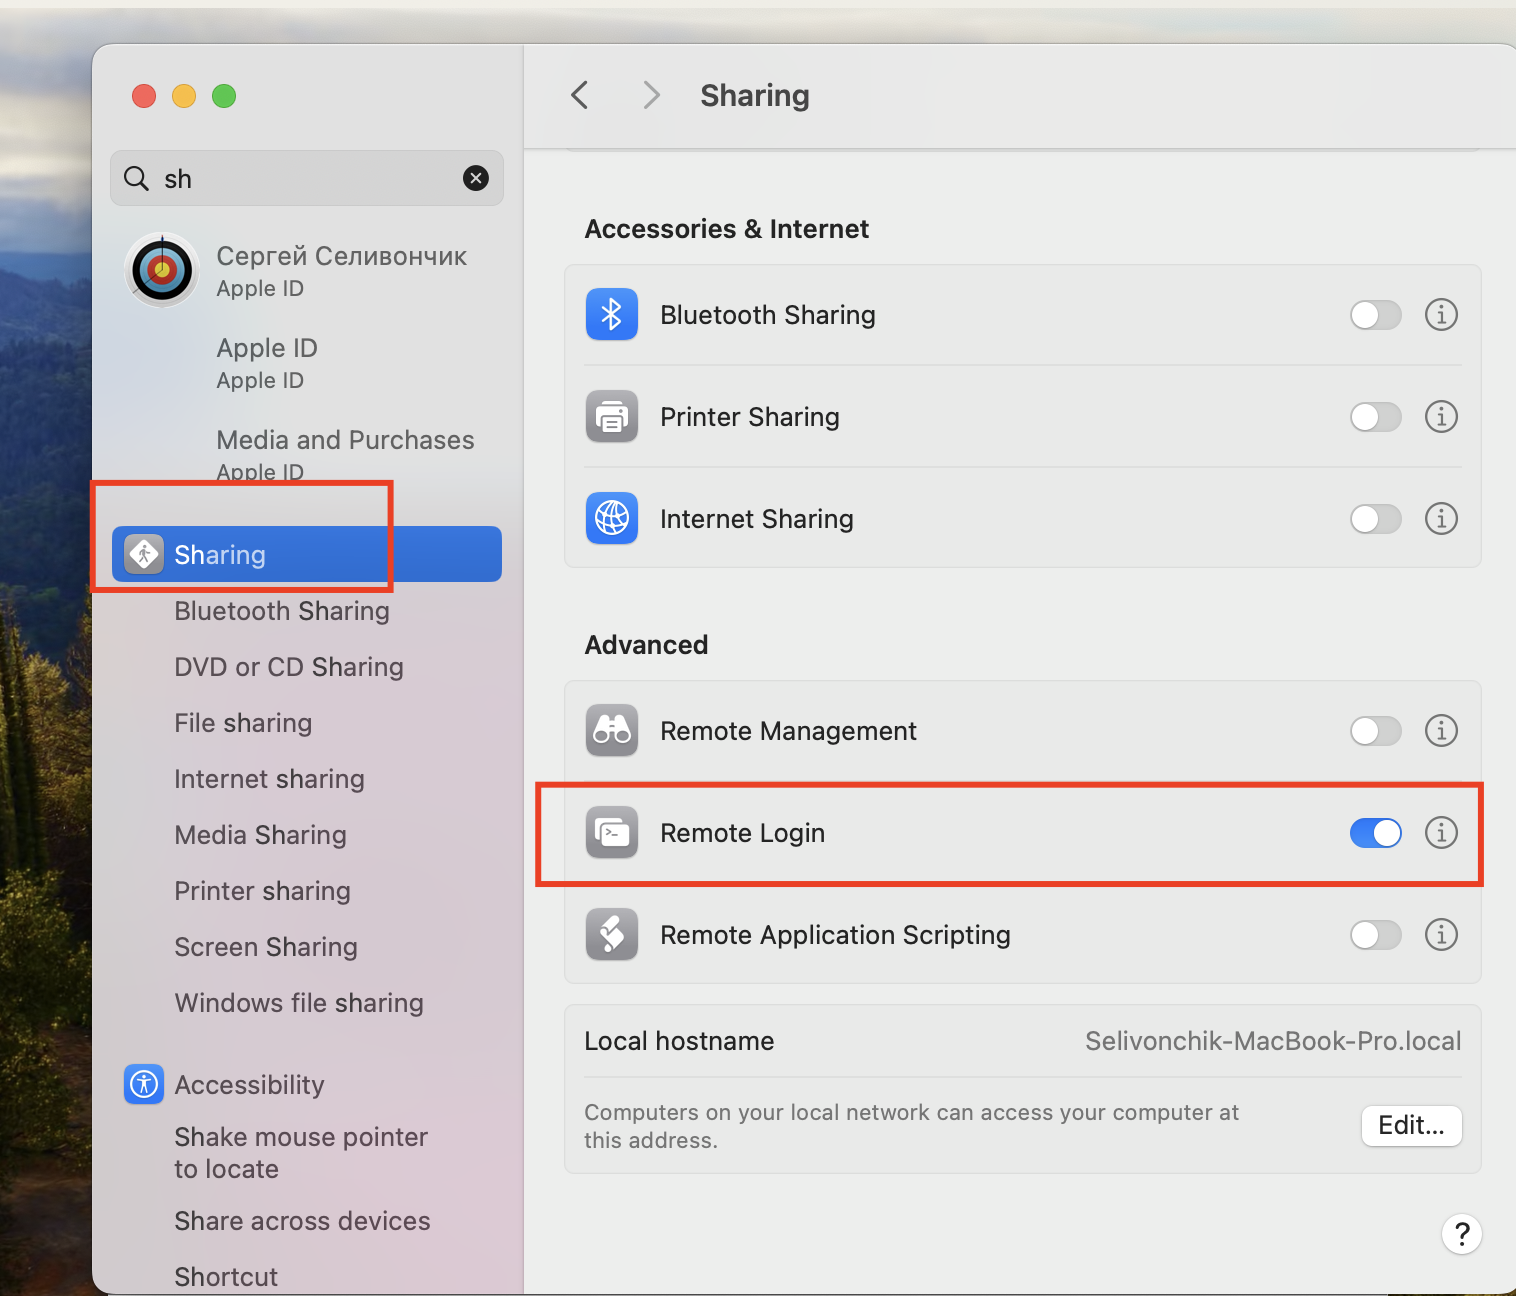 sh
Сергей Селивончик
Apple ID
Apple ID
Apple ID
Media and Purchases
Apple ID
Sharing
Bluetooth Sharing
DVD or CD Sharing
File sharing
Internet sharing
Media Sharing
Printer sharing
Screen Sharing
Windows file sharing
Accessibility
Shake mouse pointer
to locate
Share across devices
Shortcut
Sharing
Accessories & Internet
Bluetooth Sharing
Printer Sharing
Internet Sharing
Advanced
Remote Management
Remote Login
Remote Application Scripting
Local hostname Selivonchik-MacBook-Pro.local
Computers on your local network can access your computer at
this address.
Edit...
?